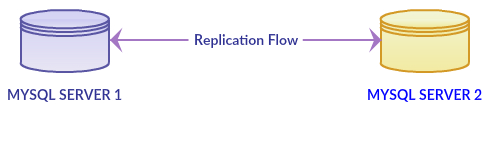 Replication Flow
MYSQL SERVER 1
MYSQL SERVER 2